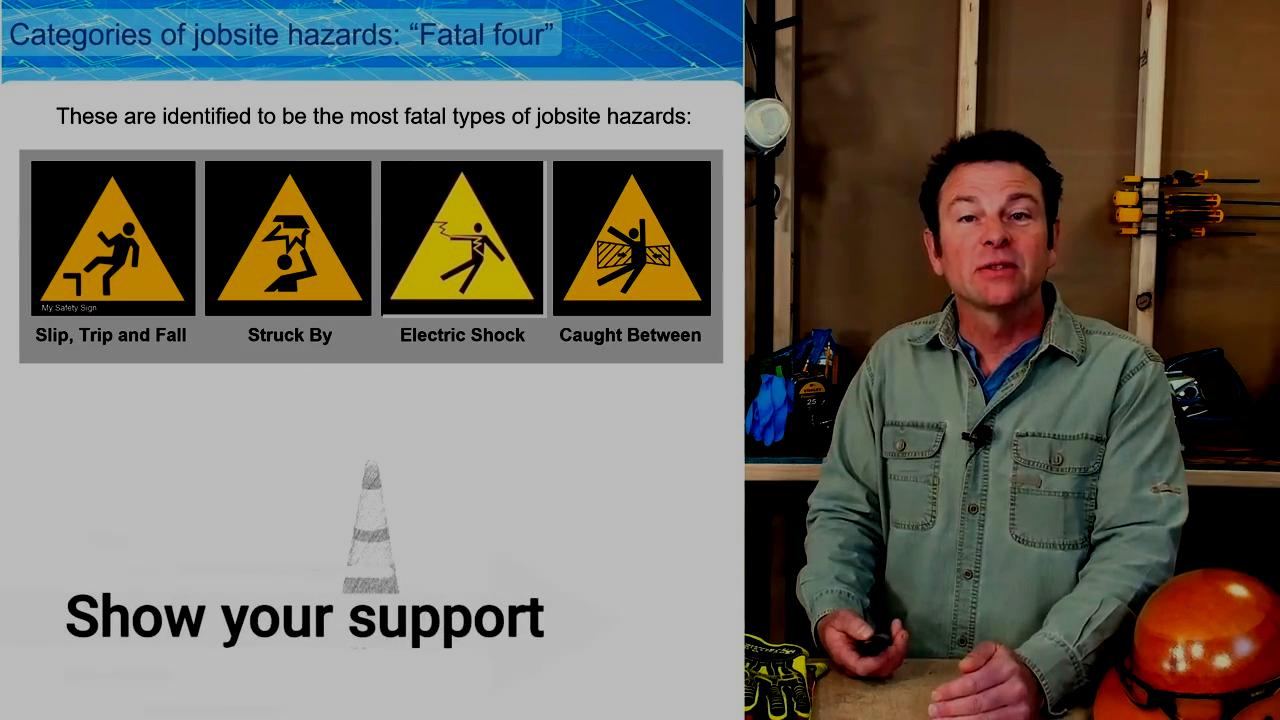 Categories of jobsite hazards: “Fatal four”
These are identified to be the most fatal types of jobsite hazards:
My Safety Sign
Slip, Trip and Fall
Struck By
Electric Shock
Caught Between
25
Show your support